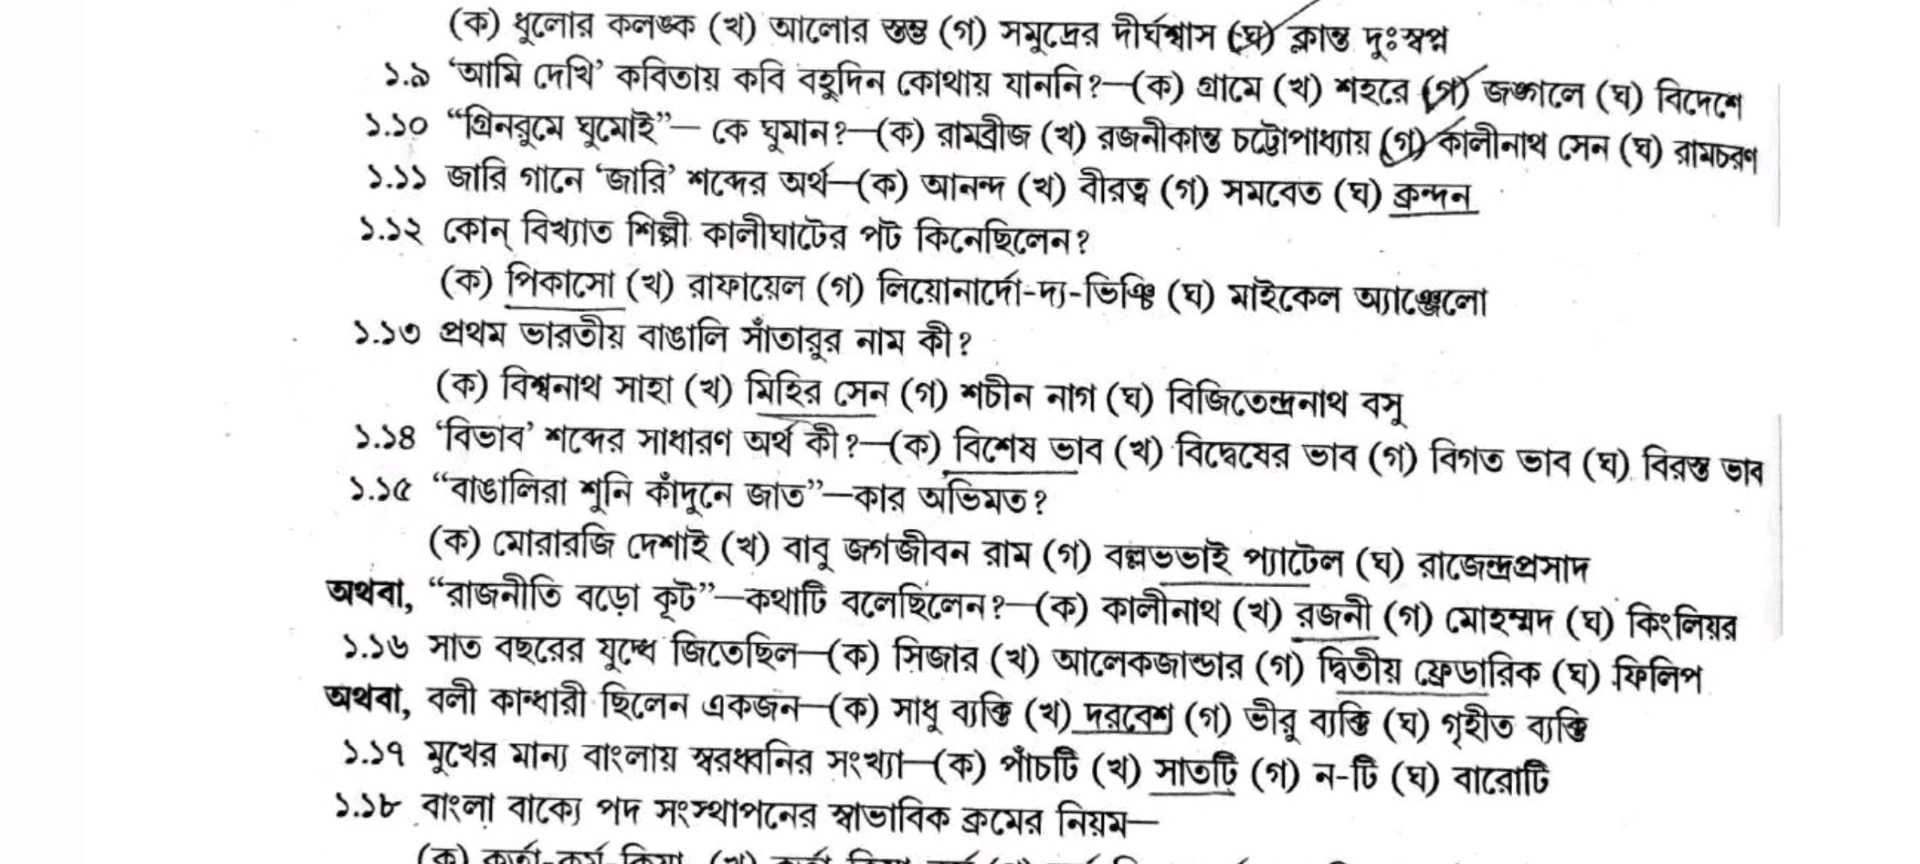 (ক) ধুলোর কলঙ্ক (খ) আলোর স্তম্ভ (গ) সমুদ্রের দীর্ঘশ্বাস (ঘ) ক্লান্ত দুঃস্বপ্ন
১.৯ ‘আমি দেখি’ কবিতায় কবি বহুদিন কোথায় যাননি?—(ক) গ্রামে (খ) শহরে (গ) জঙ্গলে (ঘ) বিদেশে
১.১০ “গ্রিনরুমে ঘুমোই”— কে ঘুমান?—(ক) রামব্রীজ (খ) রজনীকান্ত চট্টোপাধ্যায় (গ) কালীনাথ সেন (ঘ) রামচরণ
১.১১ জারি গানে ‘জারি’ শব্দের অর্থ—(ক) আনন্দ (খ) বীরত্ব (গ) সমবেত (ঘ) ক্রন্দন
১.১২ কোন্ বিখ্যাত শিল্পী কালীঘাটের পট কিনেছিলেন?
(ক) পিকাসো (খ) রাফায়েল (গ) লিয়োনার্দো-দ্য-ভিঞ্চি (ঘ) মাইকেল অ্যাঞ্জেলো
১.১৩ প্রথম ভারতীয় বাঙালি সাঁতারুর নাম কী?
(ক) বিশ্বনাথ সাহা (খ) মিহির সেন (গ) শচীন নাগ (ঘ) বিজিতেন্দ্রনাথ বসু
১.১৪ ‘বিভাব’ শব্দের সাধারণ অর্থ কী?—(ক) বিশেষ ভাব (খ) বিদ্বেষের ভাব (গ) বিগত ভাব (ঘ) বিরক্ত ভাব
১.১৫ “বাঙালিরা শুনি কাঁদুনে জাত”—কার অভিমত?
(ক) মোরারজি দেশাই (খ) বাবু জগজীবন রাম (গ) বল্লভভাই প্যাটেল (ঘ) রাজেন্দ্রপ্রসাদ
অথবা, “রাজনীতি বড়ো কূট”—কথাটি বলেছিলেন?—(ক) কালীনাথ (খ) রজনী (গ) মোহম্মদ (ঘ) কিংলিয়র
১.১৬ সাত বছরের যুদ্ধে জিতেছিল—(ক) সিজার (খ) আলেকজান্ডার (গ) দ্বিতীয় ফ্রেডারিক (ঘ) ফিলিপ
অথবা, বলী কান্ধারী ছিলেন একজন—(ক) সাধু ব্যক্তি (খ) দরবেশ (গ) ভীরু ব্যক্তি (ঘ) গৃহীত ব্যক্তি
১.১৭ মুখের মান্য বাংলায় স্বরধ্বনির সংখ্যা—(ক) পাঁচটি (খ) সাতটি (গ) ন-টি (ঘ) বারোটি
১.১৮ বাংলা বাক্যে পদ সংস্থাপনের স্বাভাবিক ক্রমের নিয়ম—
(ক) কর্তা-কর্ম-ক্রিয়া (খ)